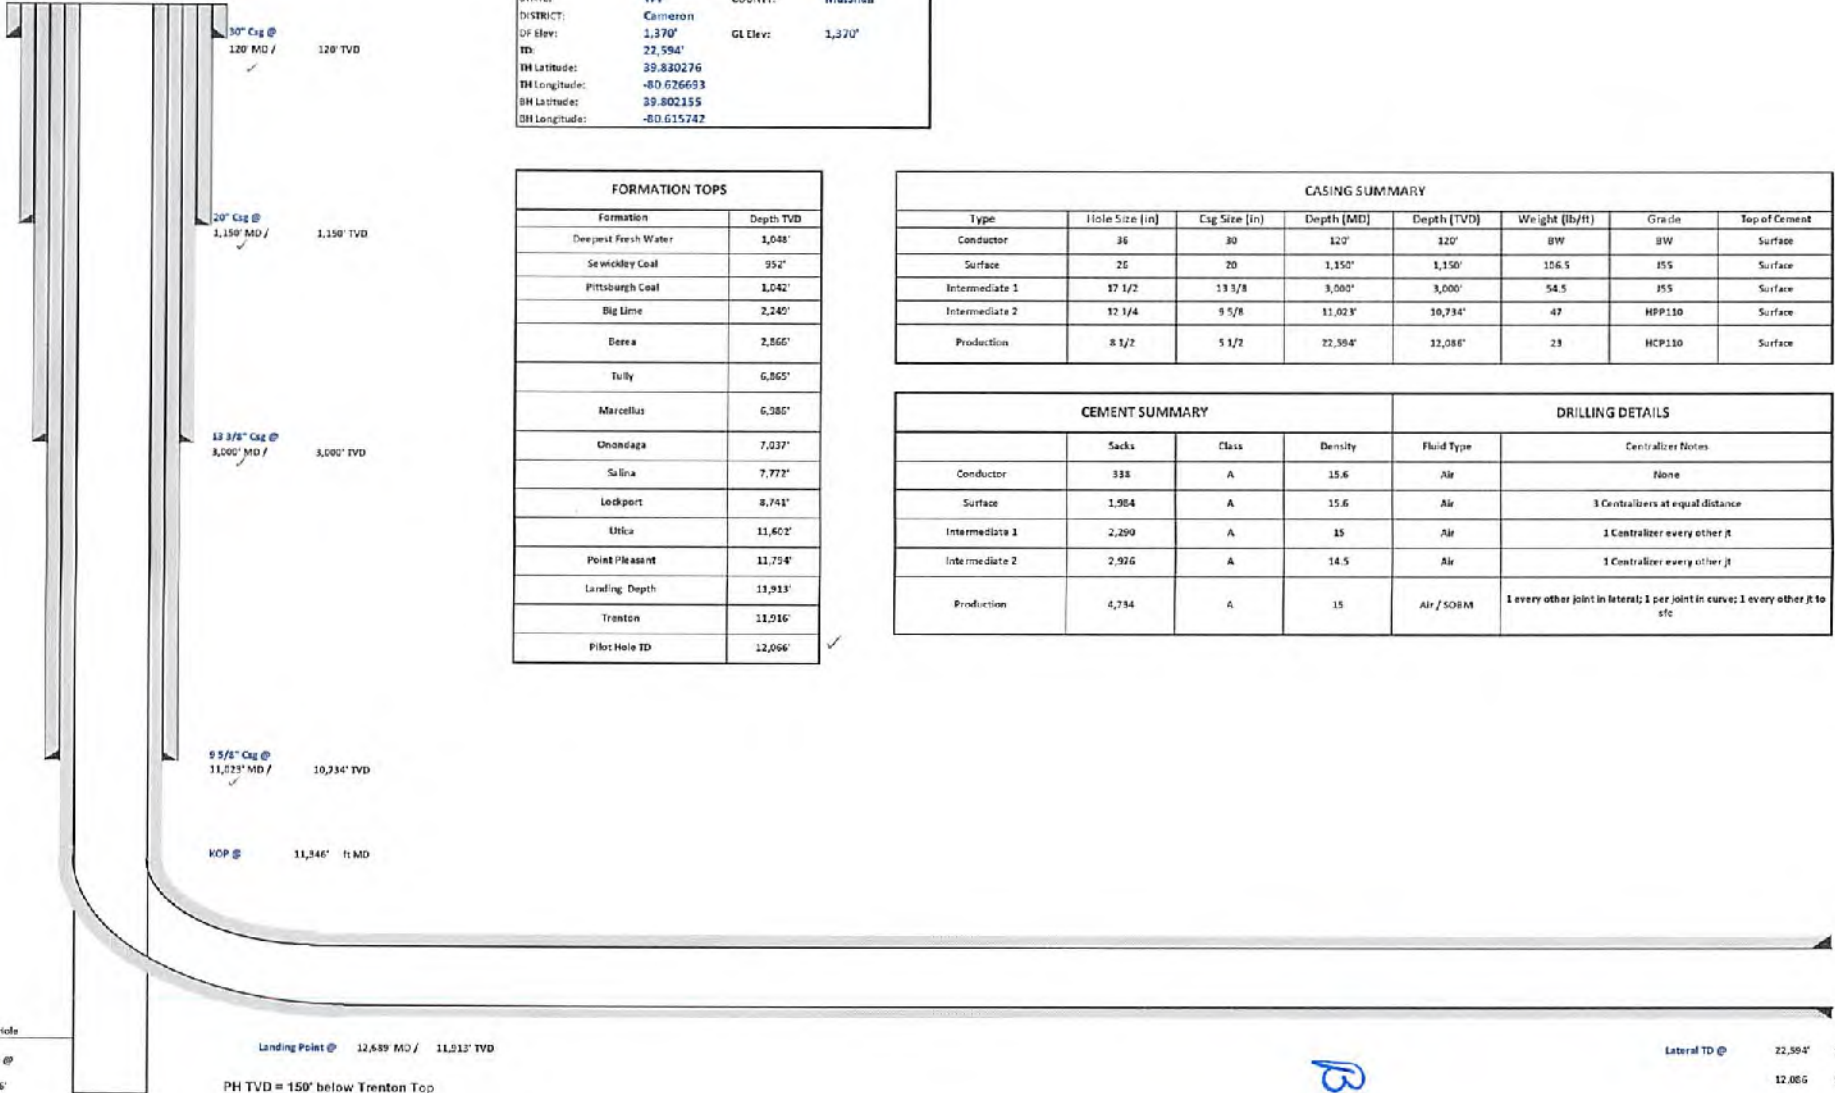 30" Csg @
120' MD / 120' TVD
DISTRICT: Cameron
DF Elev: 1,370' GL Elev: 1,370'
TD: 22,594'
TH Latitude: 39.830276
TH Longitude: -80.626693
BH Latitude: 39.802155
BH Longitude: -80.615742
20" Csg @
1,150' MD / 1,150' TVD
13 3/8" Csg @
3,000' MD / 3,000' TVD
9 5/8" Csg @
11,023' MD / 10,734' TVD
KOP @ 11,346' ft MD
FORMATION TOPS
Formation Depth TVD
Deepest Fresh Water 1,048'
Sewickley Coal 952'
Pittsburgh Coal 1,042'
Big Lime 2,249'
Berea 2,866'
Tully 6,865'
Marcellus 6,986'
Onondaga 7,037'
Salina 7,772'
Lockport 8,741'
Utica 11,602'
Point Pleasant 11,794'
Landing Depth 11,913'
Trenton 11,916'
Pilot Hole TD 12,066'
CASING SUMMARY
Type Hole Size (in) Csg Size (in) Depth (MD) Depth (TVD) Weight (lb/ft) Grade Top of Cement
Conductor 36 30 120' 120' BW BW Surface
Surface 26 20 1,150' 1,150' 106.5 J55 Surface
Intermediate 1 17 1/2 13 3/8 3,000' 3,000' 54.5 J55 Surface
Intermediate 2 12 1/4 9 5/8 11,023' 10,734' 47 HPP110 Surface
Production 8 1/2 5 1/2 22,594' 12,086' 23 HCP110 Surface
CEMENT SUMMARY DRILLING DETAILS
Sacks Class Density Fluid Type Centralizer Notes
Conductor 338 A 15.6 Air None
Surface 1,984 A 15.6 Air 3 Centralizers at equal distance
Intermediate 1 2,290 A 15 Air 1 Centralizer every other jt
Intermediate 2 2,926 A 14.5 Air 1 Centralizer every other jt
Production 4,734 A 15 Air / SOBM 1 every other joint in lateral; 1 per joint in curve; 1 every other jt to
sfc
@
Landing Point @ 12,689' MD / 11,913' TVD
PH TVD = 150' below Trenton Top
Lateral TD @ 22,594'
12,086